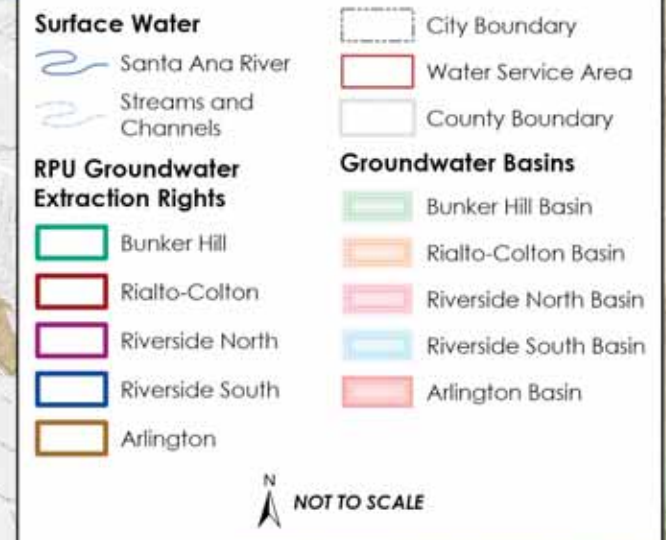 Surface Water
Santa Ana River
Streams and
Channels
RPU Groundwater
Extraction Rights
Bunker Hill
Rialto-Colton
Riverside North
Riverside South
Arlington
City Boundary
Water Service Area
County Boundary
Groundwater Basins
Bunker Hill Basin
Rialto-Colton Basin
Riverside North Basin
Riverside South Basin
Arlington Basin
N
NOT TO SCALE